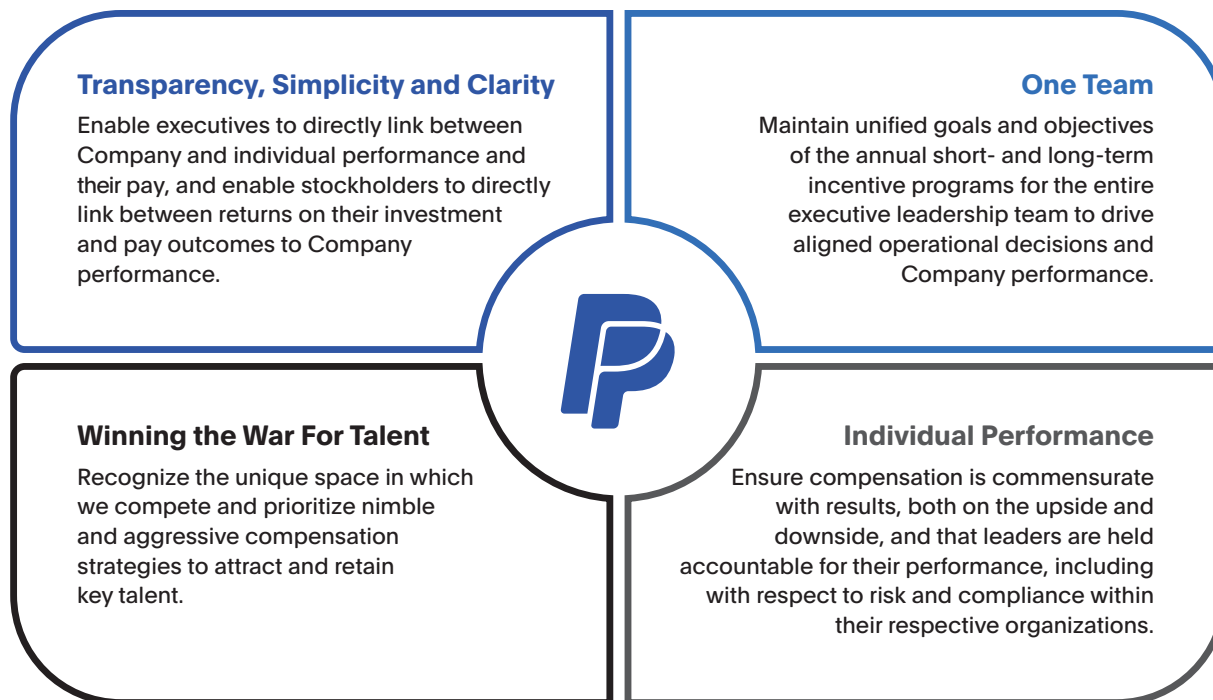 Transparency, Simplicity and Clarity
Enable executives to directly link between
Company and individual performance and
their pay, and enable stockholders to directly
link between returns on their investment
and pay outcomes to Company
performance.
One Team
Maintain unified goals and objectives
of the annual short- and long-term
incentive programs for the entire
executive leadership team to drive
aligned operational decisions and
Company performance.
Winning the War For Talent
Recognize the unique space in which
we compete and prioritize nimble
and aggressive compensation
strategies to attract and retain
key talent.
Individual Performance
Ensure compensation is commensurate
with results, both on the upside and
downside, and that leaders are held
accountable for their performance, including
with respect to risk and compliance within
their respective organizations.